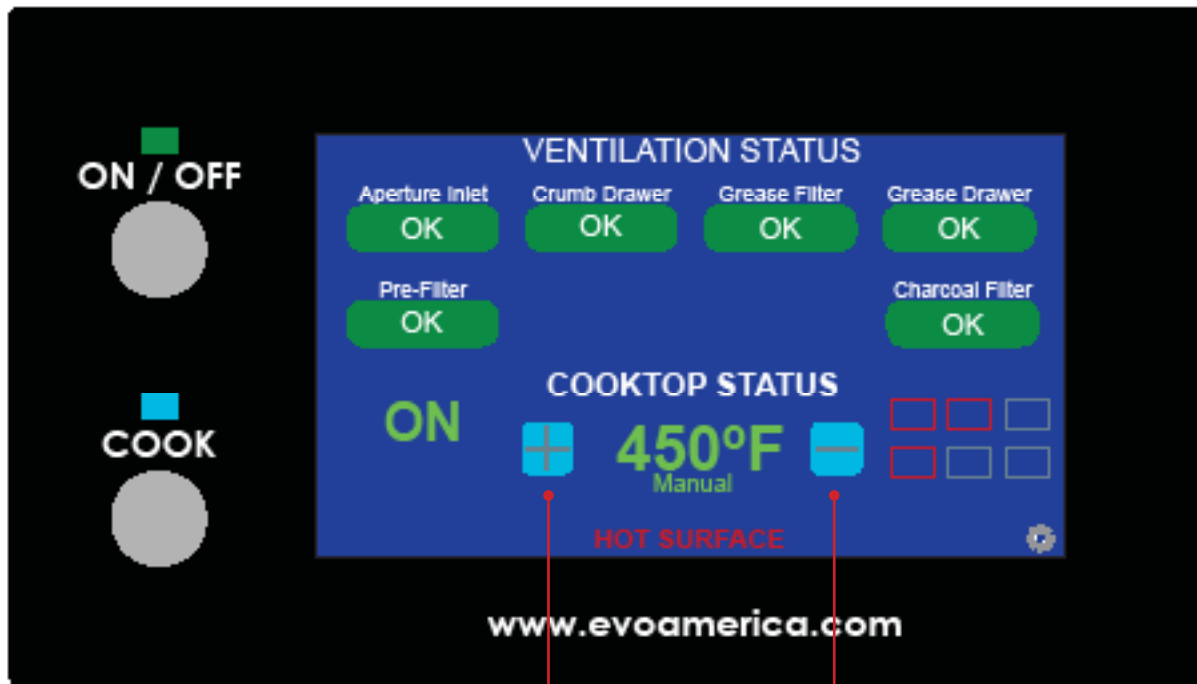 ON / OFF
COOK
VENTILATION STATUS
Aperture Inlet Crumb Drawer Grease Filter Grease Drawer
OK OK OK OK
Pre-Filter Charcoal Filter
OK OK
COOKTOP STATUS
ON 450ºF
Manual
HOT SURFACE
www.evoamerica.com